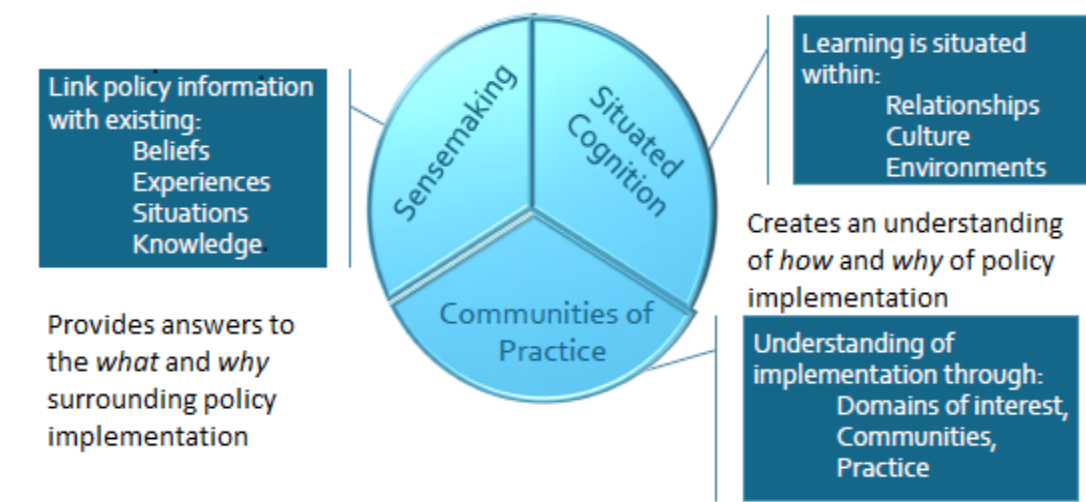 Link policy information
with existing:
Beliefs
Experiences
Situations
Knowledge.
Provides answers to
the what and why
surrounding policy
implementation
Sensemaking
Situated
Cognition
Communities of
Practice
Learning is situated
within:
Relationships
Culture
Environments
Creates an understanding
of how and why of policy
implementation
Understanding of
implementation through:
Domains of interest,
Communities,
Practice